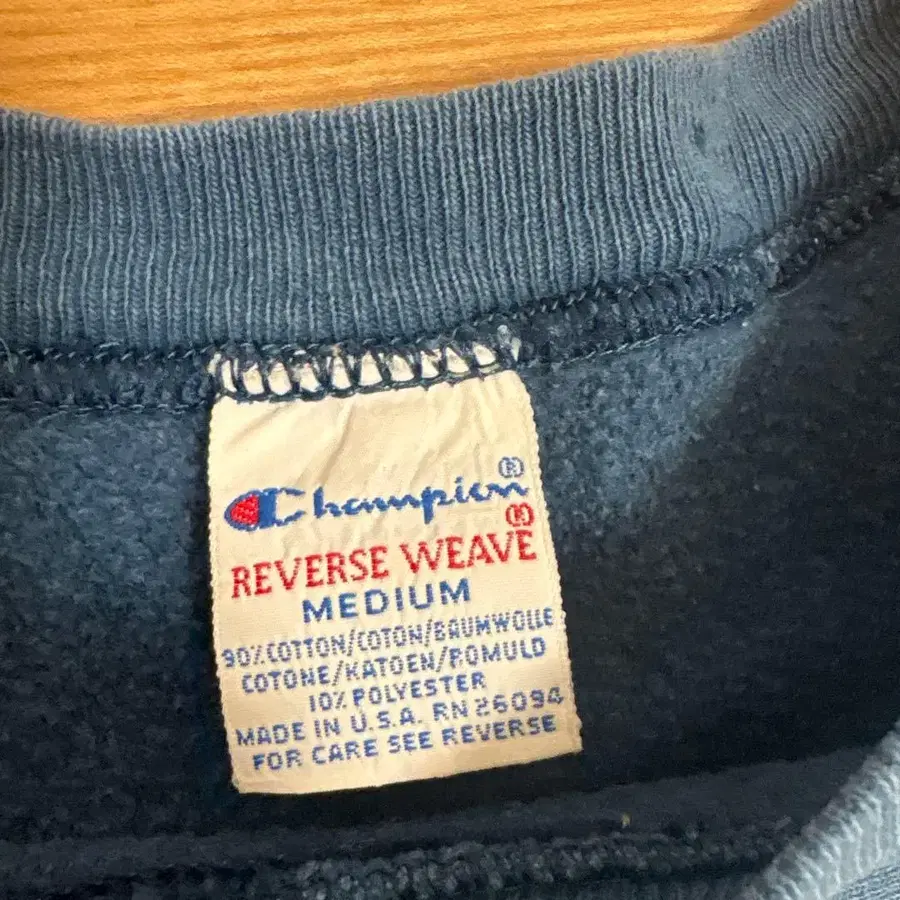 Champion®
REVERSE WEAVE®
MEDIUM
90% COTTON/COTON/BAUMWOLLE
COTONE/KATOEN/ROMULD
10% POLYESTER
MADE IN U.S.A. RN 26094
FOR CARE SEE REVERSE